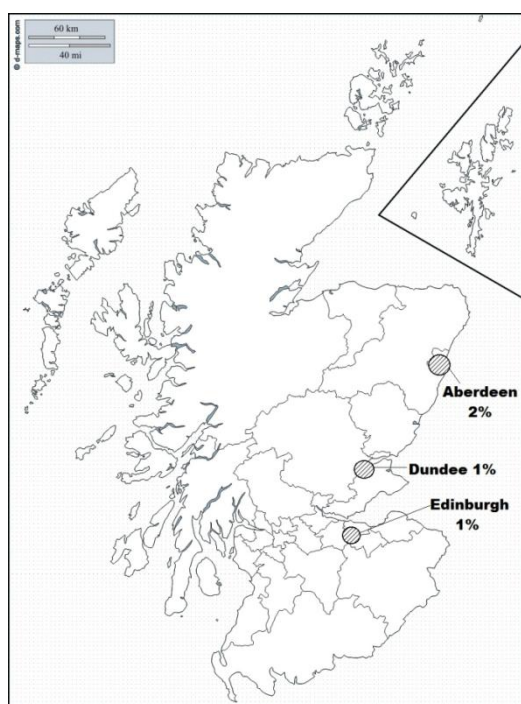 60 km
40 mi
© d-maps.com
Aberdeen
2%
Dundee 1%
Edinburgh
1%